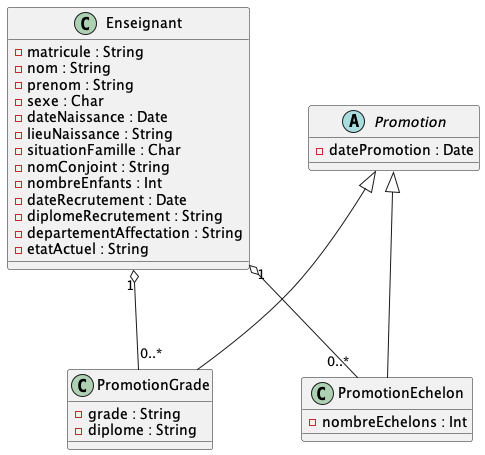 C Enseignant
matricule : String
nom : String
prenom : String
sexe : Char
dateNaissance : Date
lieuNaissance : String
situationFamille : Char
nomConjoint : String
nombreEnfants : Int
dateRecrutement : Date
diplomeRecrutement : String
departementAffectation : String
etatActuel : String
A Promotion
datePromotion : Date
1
1
0..*
0..*
C PromotionGrade
grade : String
diplome : String
C PromotionEchelon
nombreEchelons : Int